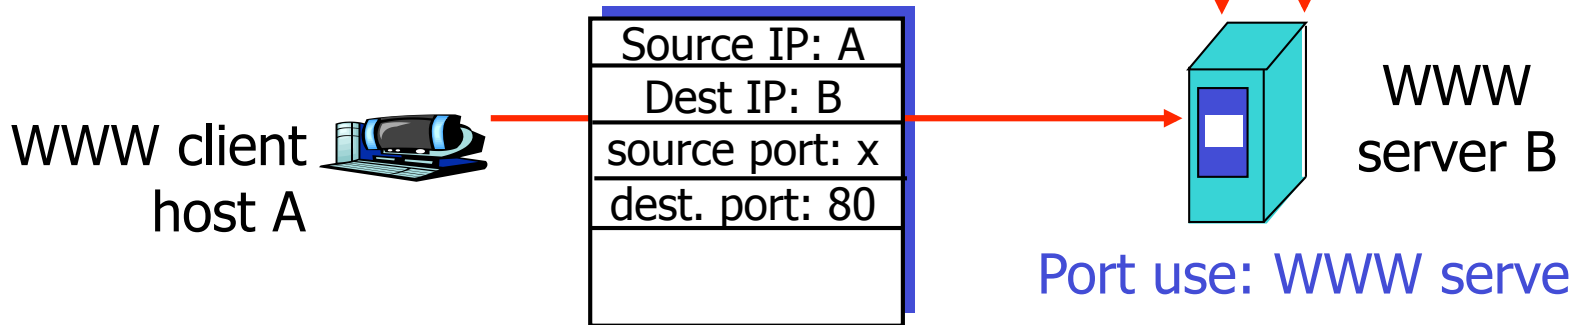 WWW client
host A
Source IP: A
Dest IP: B
source port: x
dest. port: 80
WWW
server B
Port use: WWW serve